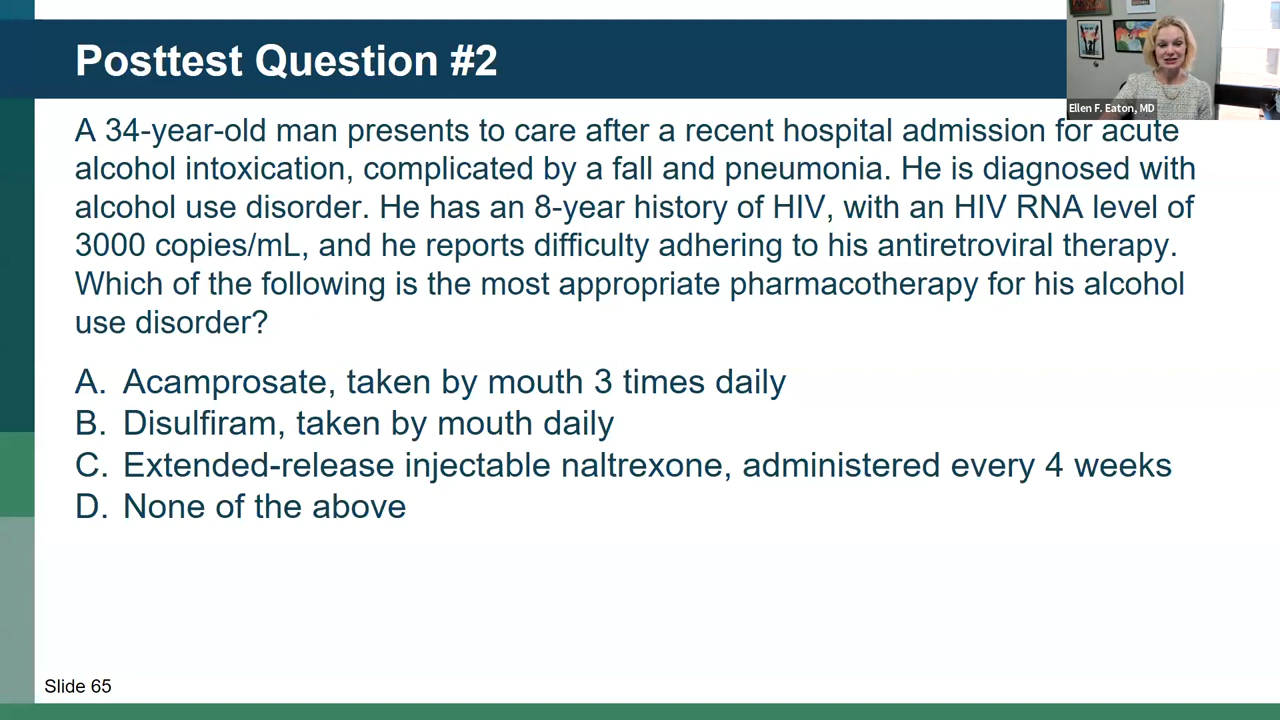 Posttest Question #2
Ellen F. Eaton, MD
A 34-year-old man presents to care after a recent hospital admission for acute
alcohol intoxication, complicated by a fall and pneumonia. He is diagnosed with
alcohol use disorder. He has an 8-year history of HIV, with an HIV RNA level of
3000 copies/mL, and he reports difficulty adhering to his antiretroviral therapy.
Which of the following is the most appropriate pharmacotherapy for his alcohol
use disorder?
A. Acamprosate, taken by mouth 3 times daily
B. Disulfiram, taken by mouth daily
C. Extended-release injectable naltrexone, administered every 4 weeks
D. None of the above
Slide 65